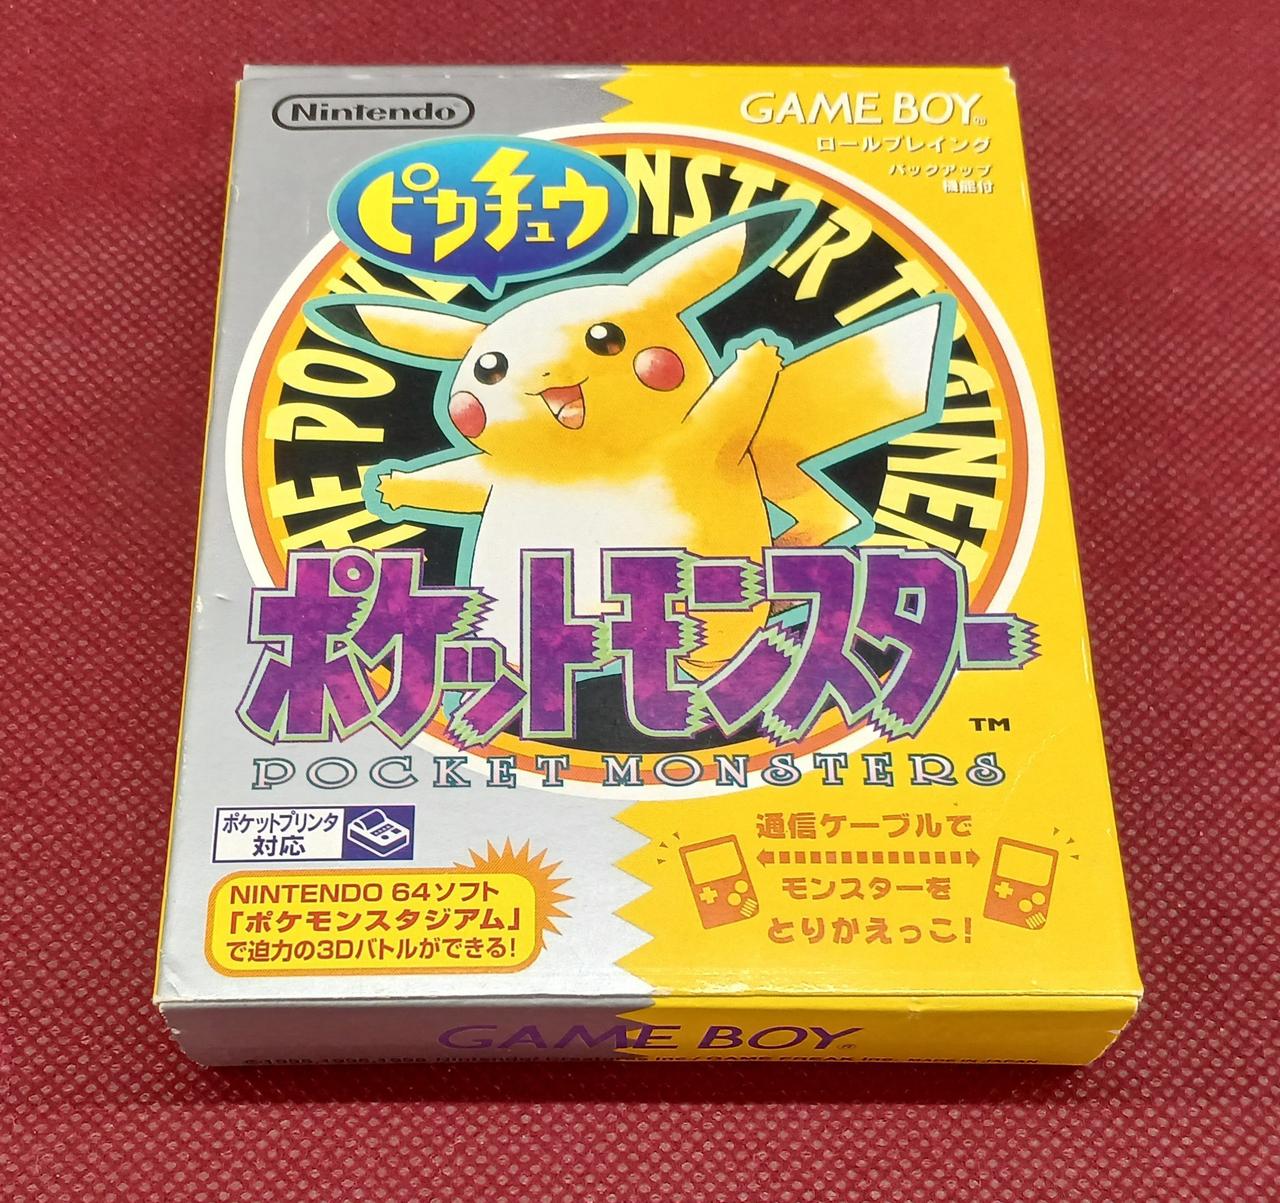 Nintendo
GAME BOY
ロールプレイング
バックアップ
機能付
ピカチュウ
ポケットモンスター
TM
POCKET MONSTERS
ポケットプリンタ
対応
NINTENDO 64ソフト
「ポケモンスタジアム」
で迫力の3Dバトルができる!
通信ケーブルで
モンスターを
とりかえっこ!
GAME BOY
MADE IN JAPAN